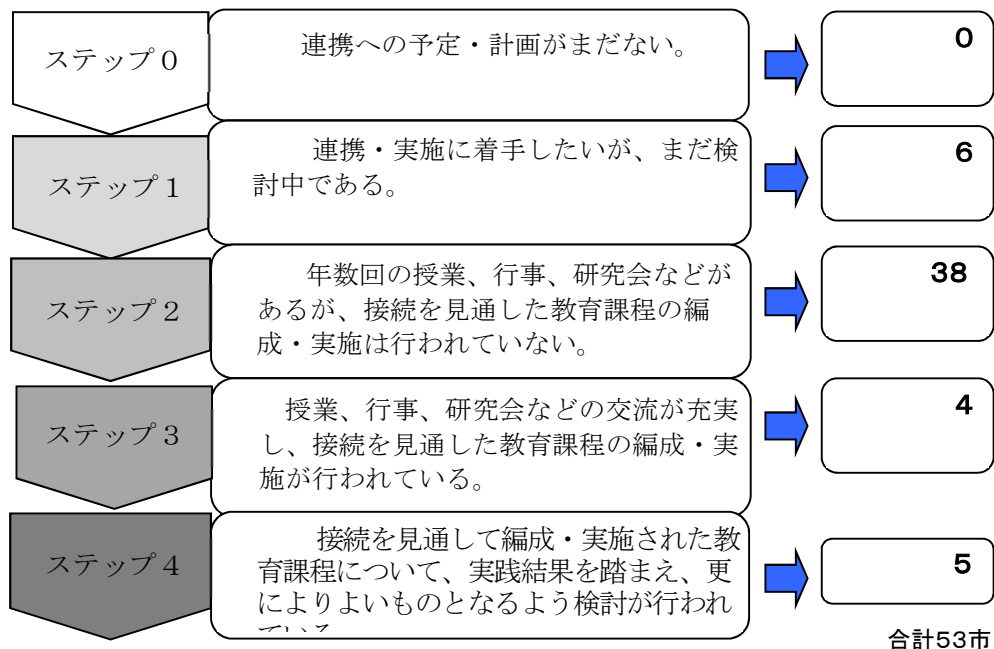 ステップ0
連携への予定・計画がまだない。
0
ステップ1
連携・実施に着手したいが、まだ検
討中である。
6
ステップ2
年数回の授業、行事、研究会などが
あるが、接続を見通した教育課程の編
成・実施は行われていない。
38
ステップ3
授業、行事、研究会などの交流が充実
し、接続を見通した教育課程の編成・実
施が行われている。
4
ステップ4
接続を見通して編成・実施された教
育課程について、実践結果を踏まえ、更
によりよいものとなるよう検討が行われ
5
合計53市